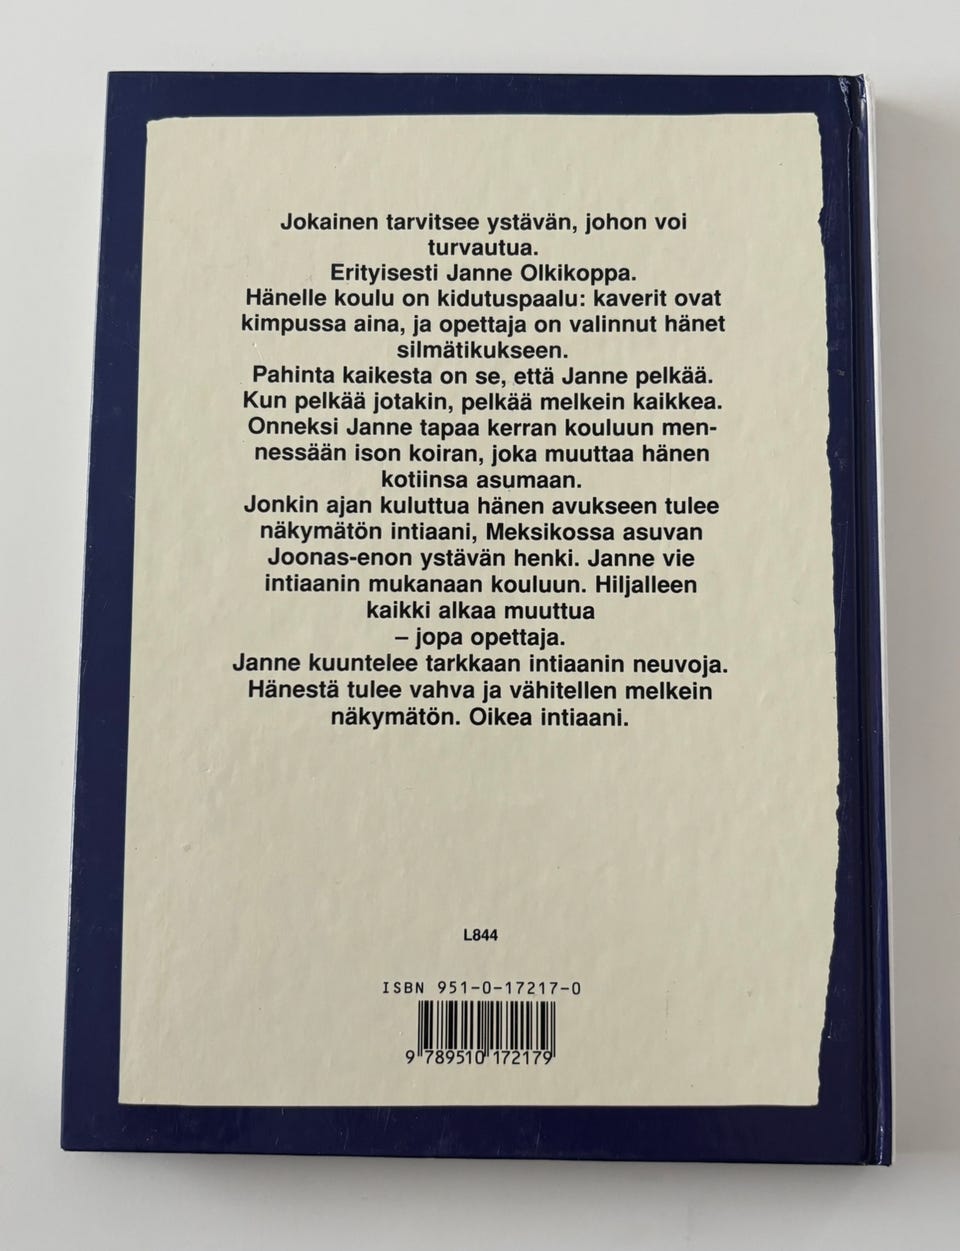 Jokainen tarvitsee ystävän, johon voi
turvautua.
Erityisesti Janne Olkikoppa.
Hänelle koulu on kidutuspaalu: kaverit ovat
kimpussa aina, ja opettaja on valinnut hänet
silmätikukseen.
Pahinta kaikesta on se, että Janne pelkää.
Kun pelkää jotakin, pelkää melkein kaikkea.
Onneksi Janne tapaa kerran kouluun men-
nessään ison koiran, joka muuttaa hänen
kotiinsa asumaan.
Jonkin ajan kuluttua hänen avukseen tulee
näkymätön intiaani, Meksikossa asuvan
Joonas-enon ystävän henki. Janne vie
intiaanin mukanaan kouluun. Hiljalleen
kaikki alkaa muuttua
– jopa opettaja.
Janne kuuntelee tarkkaan intiaanin neuvoja.
Hänestä tulee vahva ja vähitellen melkein
näkymätön. Oikea intiaani.
L844
ISBN 951-0-17217-0
9 789510 172179